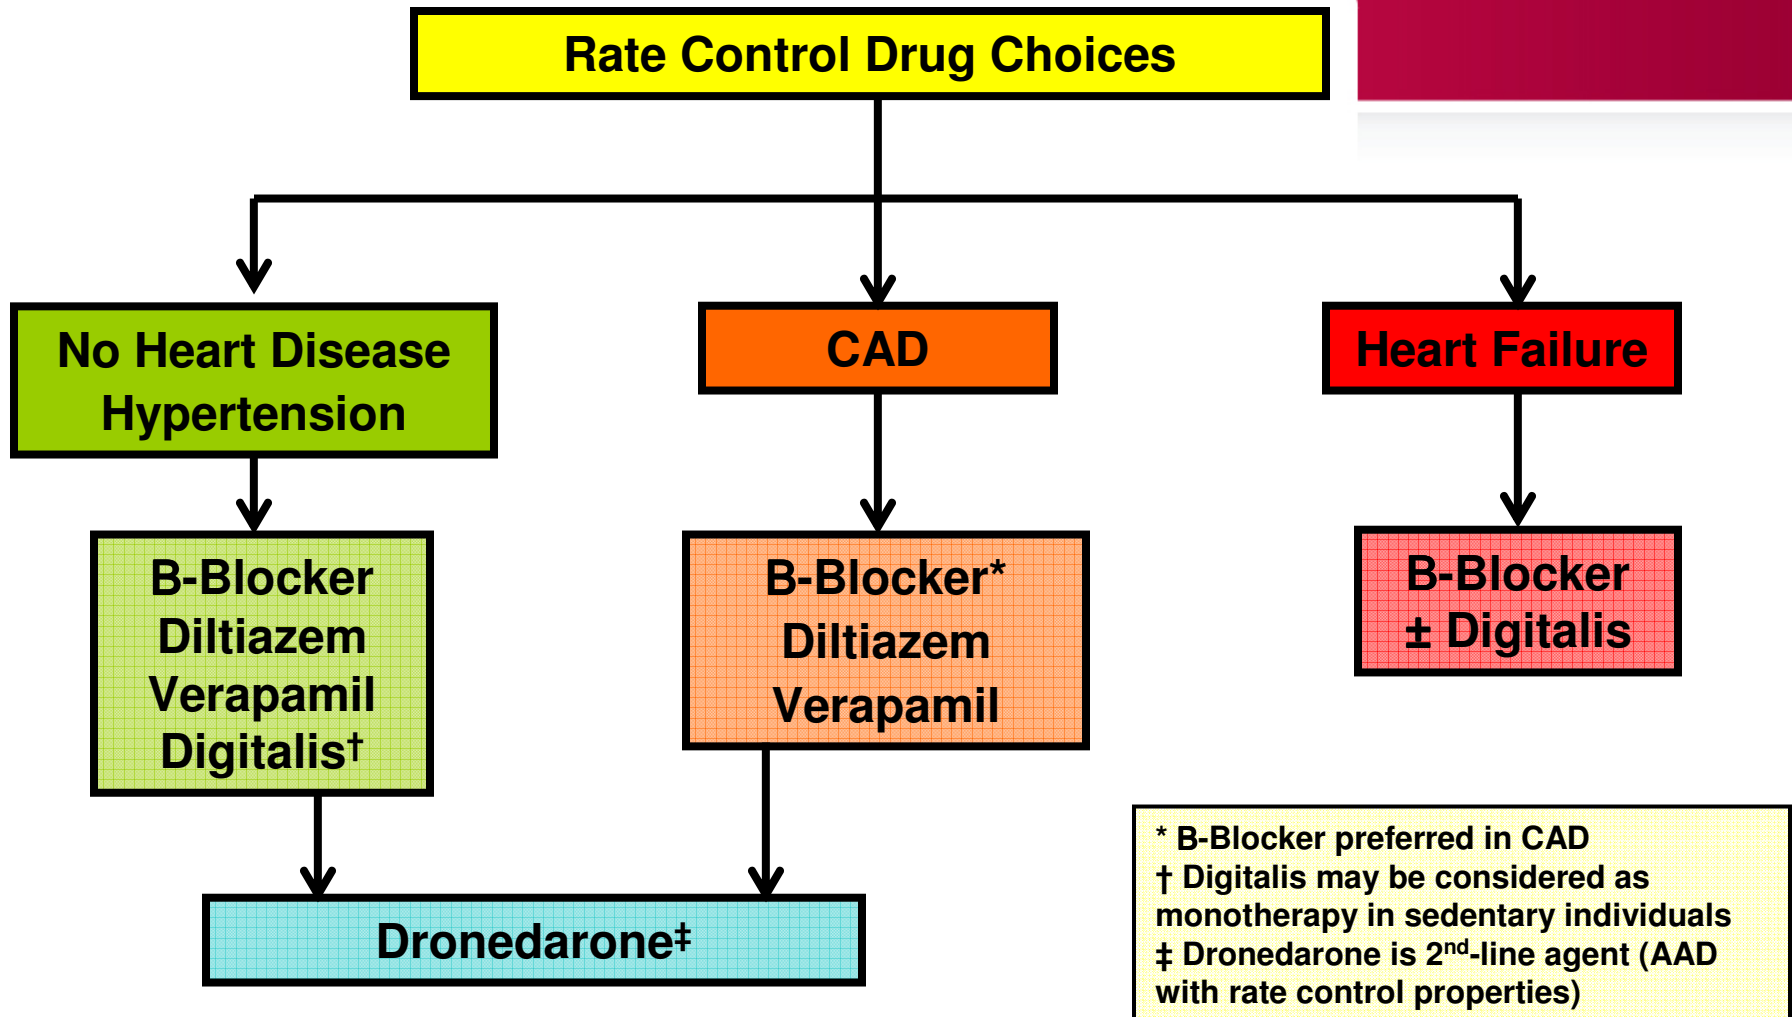 Rate Control Drug Choices
No Heart Disease
Hypertension
CAD
Heart Failure
B-Blocker
Diltiazem
Verapamil
Digitalis†
B-Blocker*
Diltiazem
Verapamil
B-Blocker
± Digitalis
Dronedarone‡
* B-Blocker preferred in CAD
† Digitalis may be considered as
monotherapy in sedentary individuals
‡ Dronedarone is 2nd-line agent (AAD
with rate control properties)